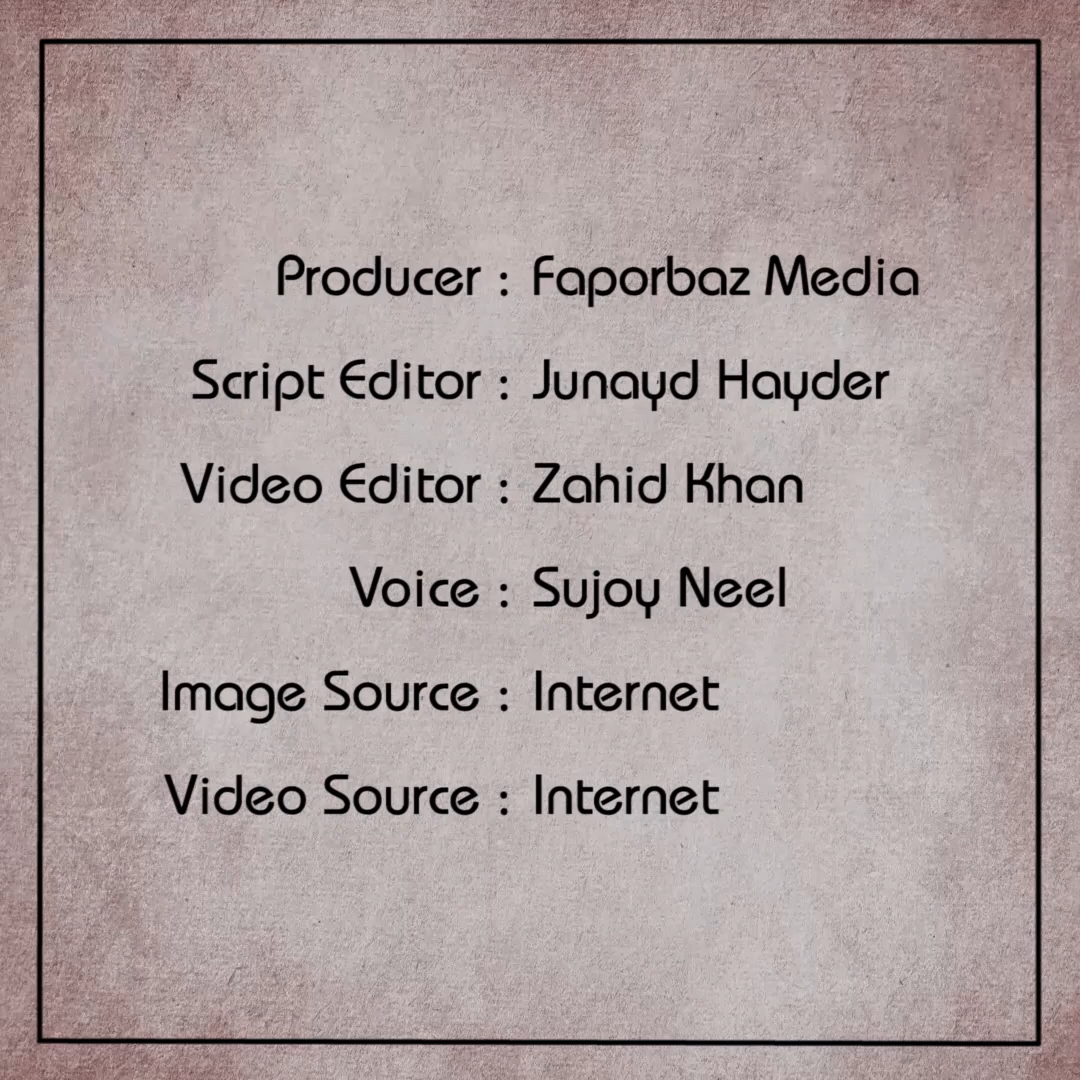 Producer : Faporbaz Media
Script Editor : Junayd Hayder
Video Editor : Zahid Khan
Voice : Sujoy Neel
Image Source : Internet
Video Source : Internet